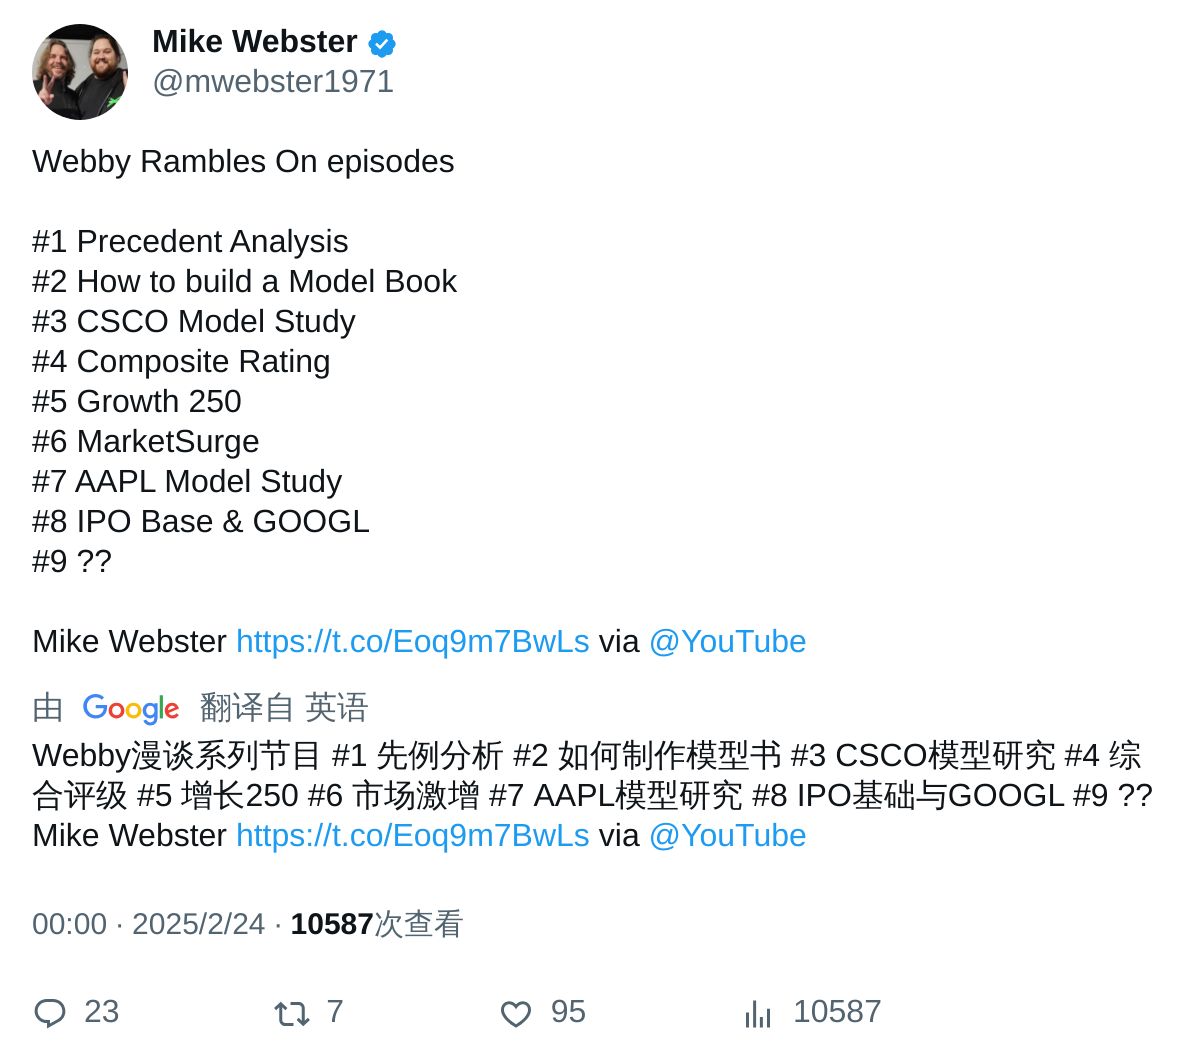 Mike Webster
@mwebster1971
Webby Rambles On episodes
#1 Precedent Analysis
#2 How to build a Model Book
#3 CSCO Model Study
#4 Composite Rating
#5 Growth 250
#6 MarketSurge
#7 AAPL Model Study
#8 IPO Base & GOOGL
#9 ??
Mike Webster https://t.co/Eoq9m7BwLs via @YouTube
由 Google 翻译自 英语
Webby漫谈系列节目 #1 先例分析 #2 如何制作模型书 #3 CSCO模型研究 #4 综
合评级 #5 增长250 #6 市场激增 #7 AAPL模型研究 #8 IPO基础与GOOGL #9 ??
Mike Webster https://t.co/Eoq9m7BwLs via @YouTube
00:00 · 2025/2/24 · 10587次查看
23 7 95 10587